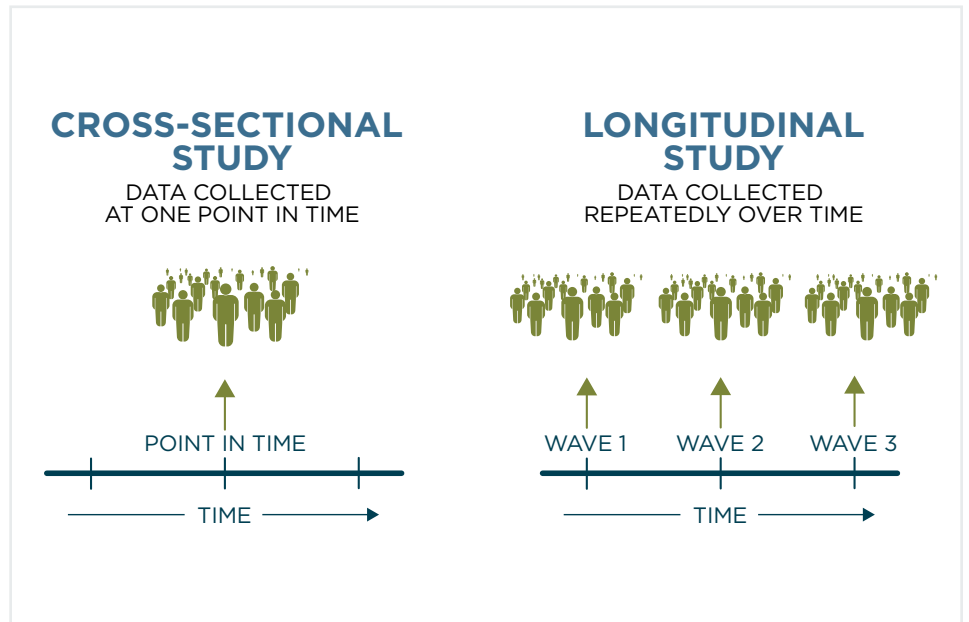 CROSS-SECTIONAL
STUDY
DATA COLLECTED
AT ONE POINT IN TIME
POINT IN TIME
TIME
LONGITUDINAL
STUDY
DATA COLLECTED
REPEATEDLY OVER TIME
WAVE 1
WAVE 2
WAVE 3
TIME